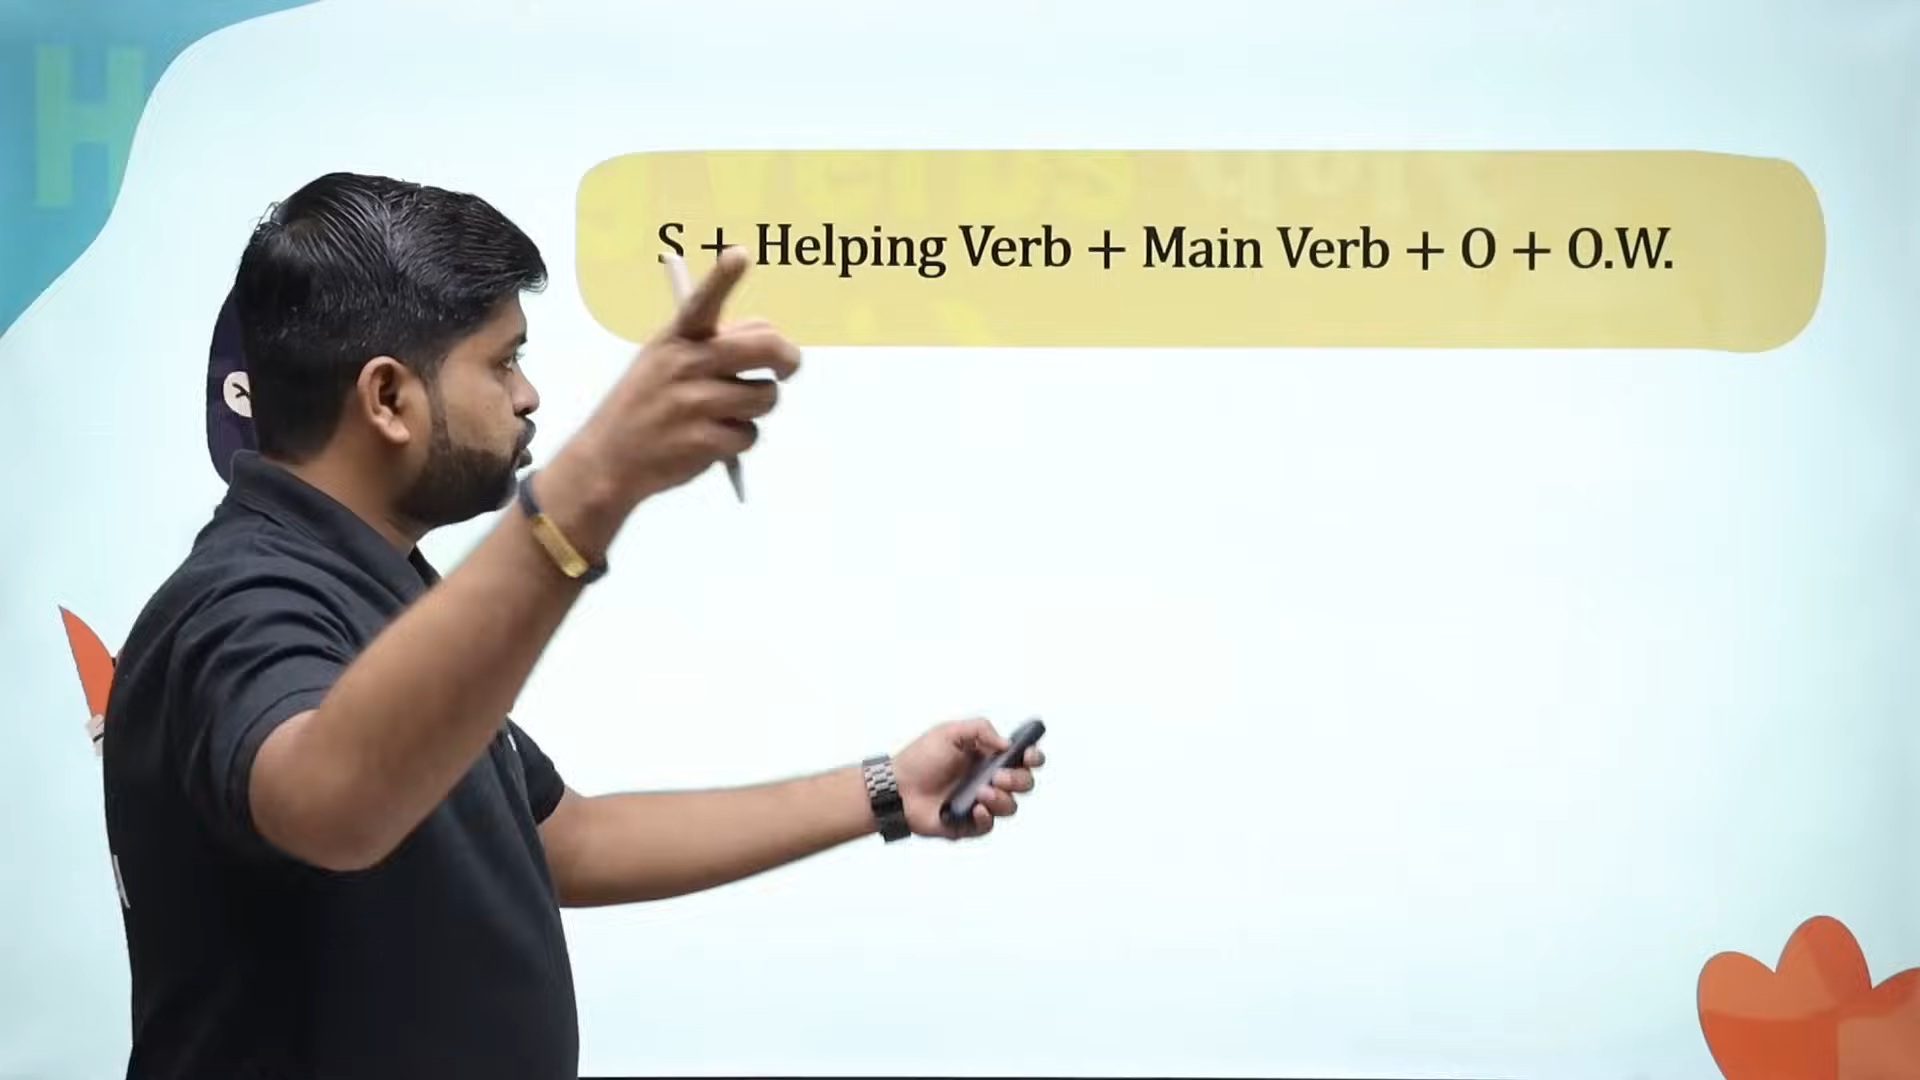 S + Helping Verb + Main Verb + O + O.W.